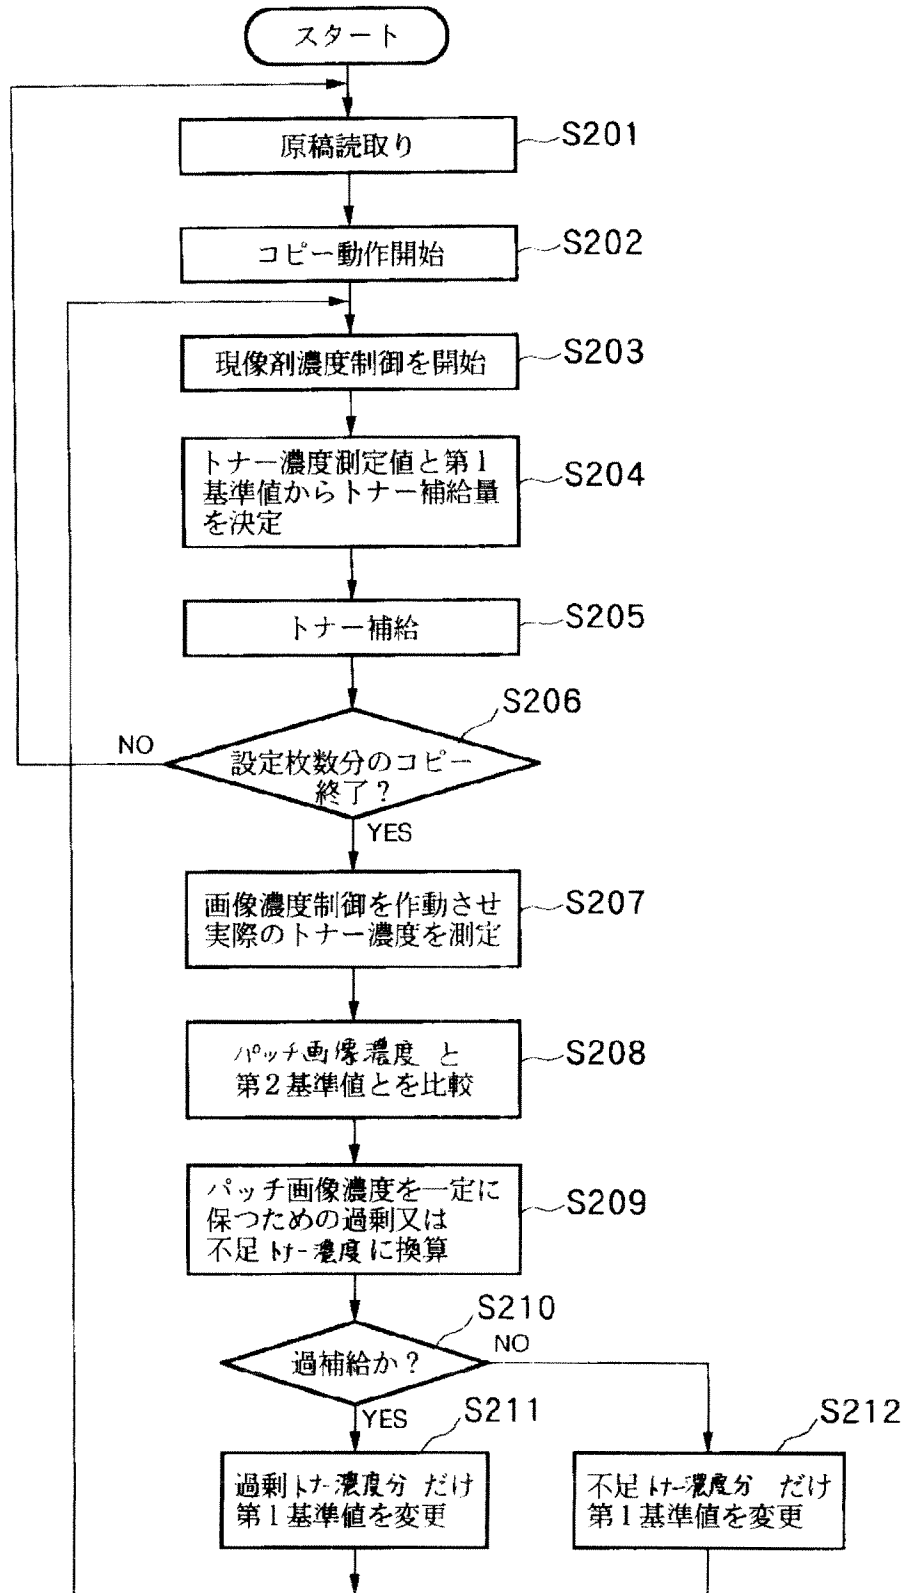 スタート
原稿読取り
S201
コピー動作開始
S202
現像剤濃度制御を開始
S203
トナー濃度測定値と第1
基準値からトナー補給量
を決定
S204
トナー補給
S205
S206
NO
設定枚数分のコピー
終了？
YES
画像濃度制御を作動させ
実際のトナー濃度を測定
S207
パッチ画像濃度 と
第2基準値とを比較
S208
パッチ画像濃度を一定に
保つための過剰又は
不足トナー濃度に換算
S209
S210
過補給か？
NO
YES
S211
過剰トナー濃度分 だけ
第1基準値を変更
S212
不足トナー濃度分 だけ
第1基準値を変更